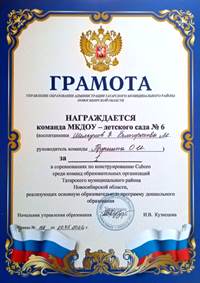 ГРАМОТА
УПРАВЛЕНИЕ ОБРАЗОВАНИЯ АДМИНИСТРАЦИИ ТАТАРСКОГО МУНИЦИПАЛЬНОГО РАЙОНА
НОВОСИБИРСКОЙ ОБЛАСТИ
НАГРАЖДАЕТСЯ
команда МКДОУ – детского сада № 6
(воспитанники
руководитель команды
за
в соревнованиях по конструированию Cuboro
среди команд образовательных организаций
Татарского муниципального района
Новосибирской области,
реализующих основную образовательную программу дошкольного
образования
Начальник управления образования И.В. Кузнецова
Приказ №